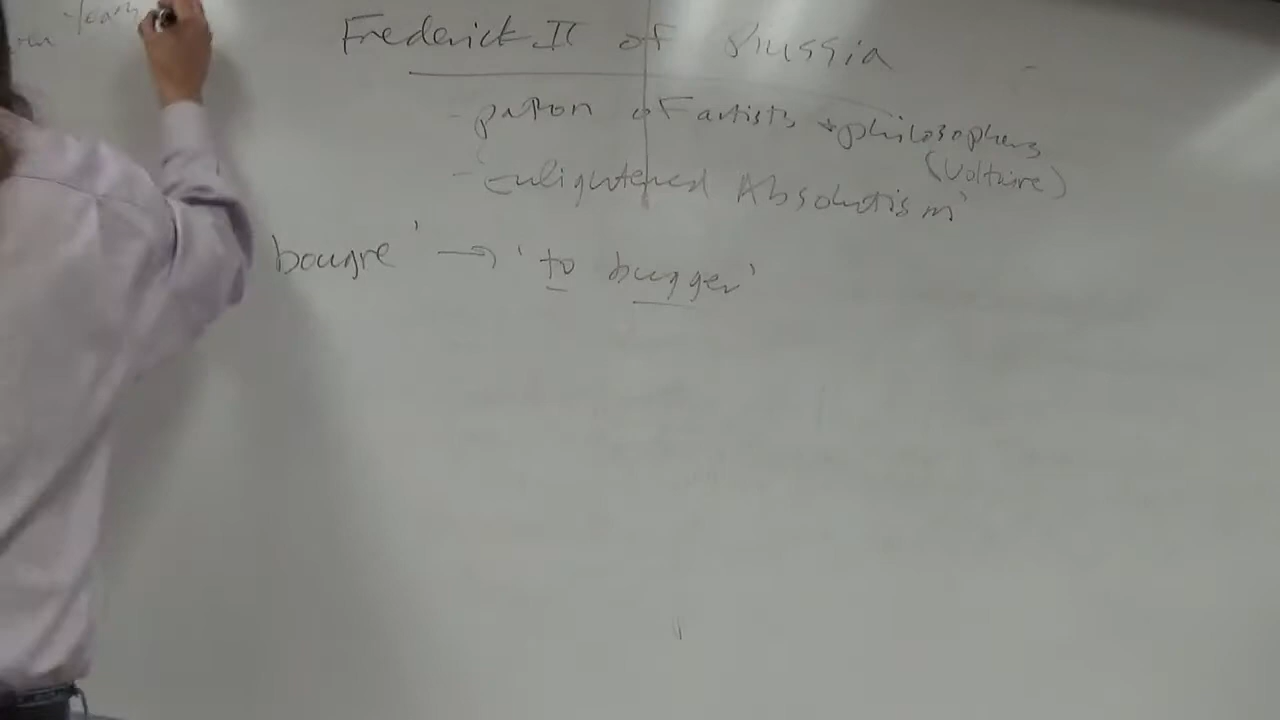 Frederick II of Prussia
- patron of artists + philosophers
(Voltaire)
- Enlightened Absolutism'
bougre' → 'to bugger'